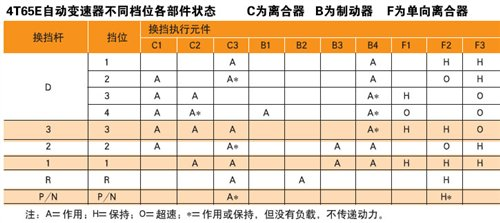 4T65E自动变速器不同档位各部件状态 C为离合器 B为制动器 F为单向离合器
换挡杆 挡位 换挡执行元件
C1 C2 C3 B1 B2 B3 B4 F1 F2 F3
D 1 A A H H
2 A A* A O H
3 A A A* H O
4 A A* A A* O O
3 3 A A A A* H H O
2 2 A A* A A O H
1 1 A A A A H H H
R R A B H
P/N P/N A* H*
注：A=作用；H=保持；O=超速；*=作用或保持，但没有负载，不传递动力。